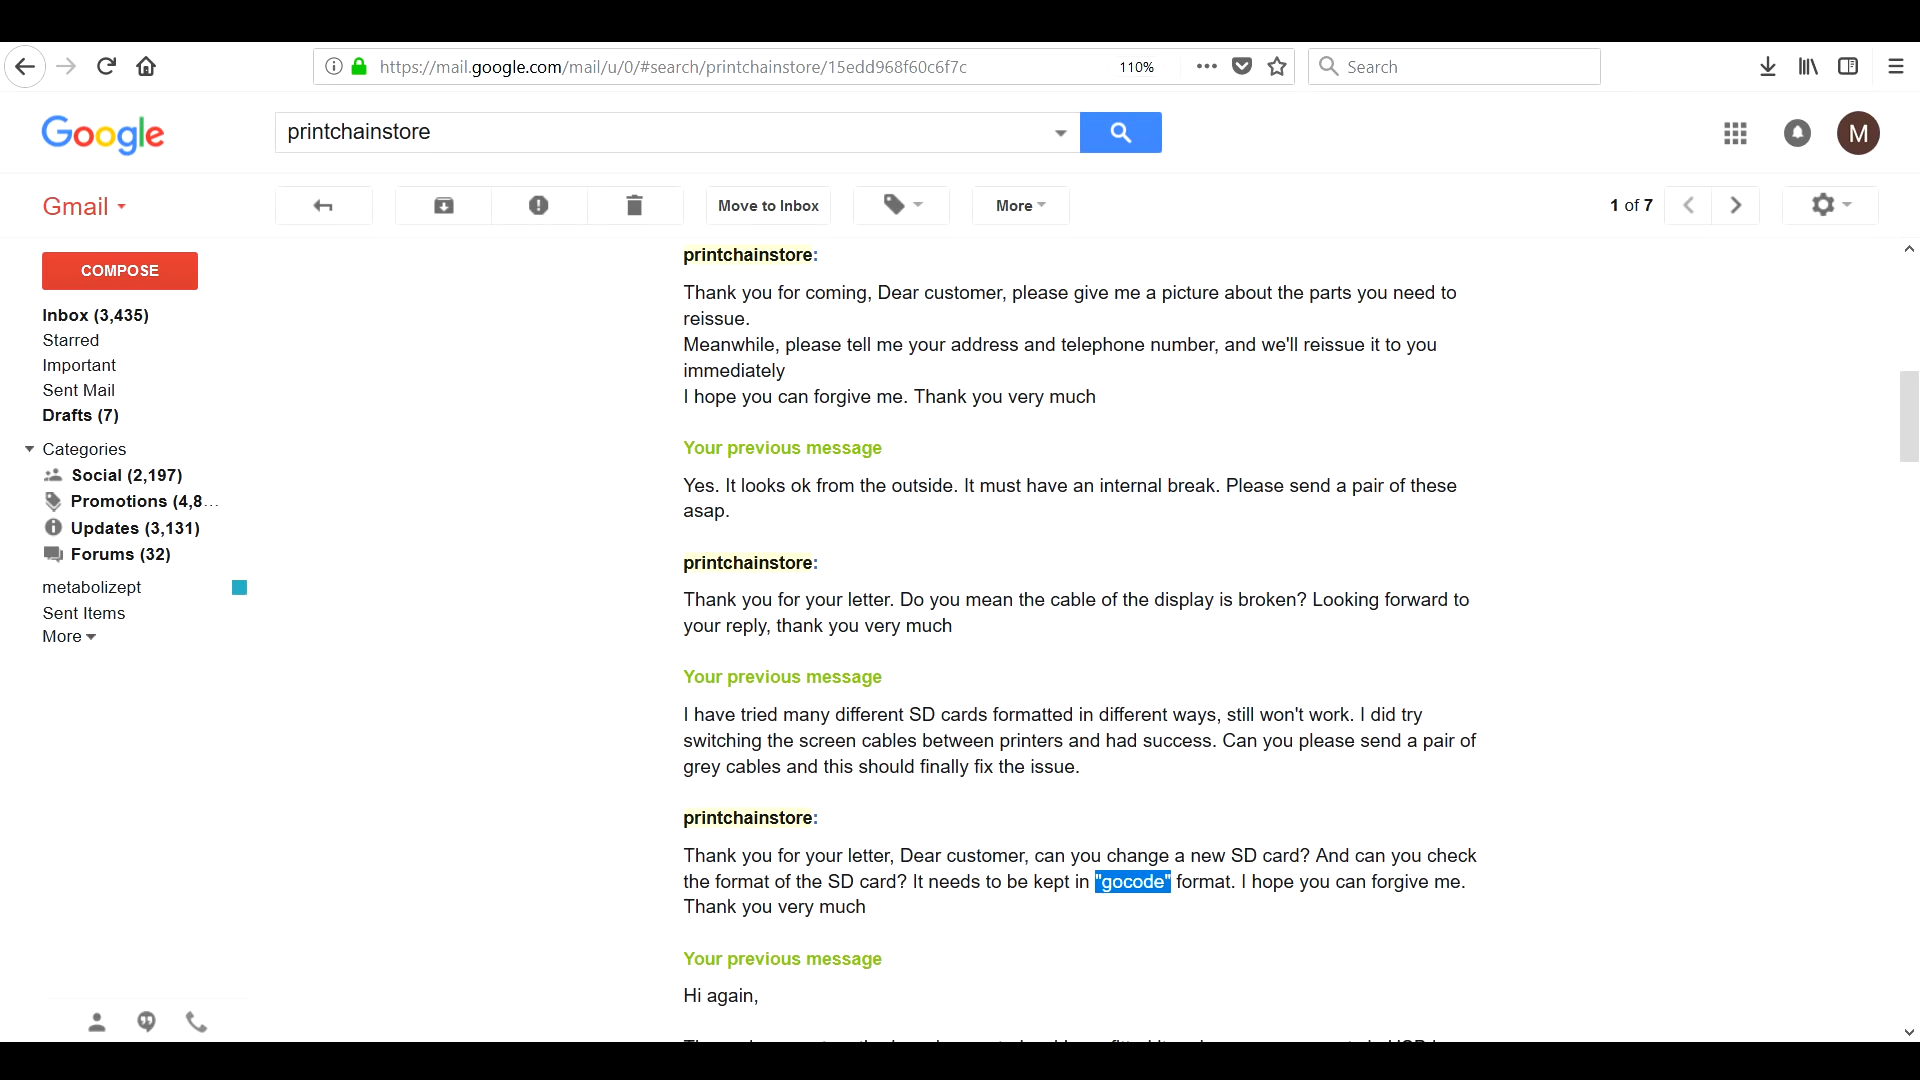 https://mail.google.com/mail/u/0/#search/printchainstore/15edd968f60c6f7c
110%
Search
Google
printchainstore
M
Gmail
Move to Inbox
More
1 of 7
COMPOSE
Inbox (3,435)
Starred
Important
Sent Mail
Drafts (7)
Categories
Social (2,197)
Promotions (4,8...
Updates (3,131)
Forums (32)
metabolizept
Sent Items
More
printchainstore:
Thank you for coming, Dear customer, please give me a picture about the parts you need to
reissue.
Meanwhile, please tell me your address and telephone number, and we'll reissue it to you
immediately
I hope you can forgive me. Thank you very much
Your previous message
Yes. It looks ok from the outside. It must have an internal break. Please send a pair of these
asap.
printchainstore:
Thank you for your letter. Do you mean the cable of the display is broken? Looking forward to
your reply, thank you very much
Your previous message
I have tried many different SD cards formatted in different ways, still won't work. I did try
switching the screen cables between printers and had success. Can you please send a pair of
grey cables and this should finally fix the issue.
printchainstore:
Thank you for your letter, Dear customer, can you change a new SD card? And can you check
the format of the SD card? It needs to be kept in "gocode" format. I hope you can forgive me.
Thank you very much
Your previous message
Hi again,